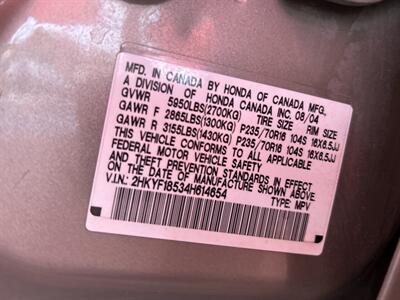 MFD. IN CANADA BY HONDA OF CANADA MFG.,
A DIVISION OF HONDA CANADA INC. 08/04
GVWR 5950LBS(2700KG) TIRE SIZE RIM SIZE
GAWR F 2865LBS(1300KG) P235/70R16 104S 16X6.5JJ
GAWR R 3155LBS(1430KG) P235/70R16 104S 16X6.5JJ
THIS VEHICLE CONFORMS TO ALL APPLICABLE
FEDERAL MOTOR VEHICLE SAFETY
AND THEFT PREVENTION STANDARDS IN EFFECT
ON THE DATE OF MANUFACTURE SHOWN ABOVE.
V.I.N.: 2HKYF18534H614654 TYPE: MPV